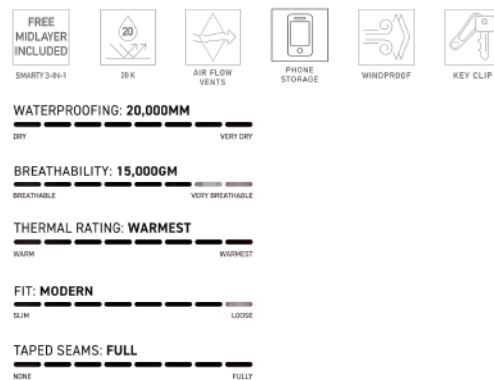 FREE
MIDLAYER
INCLUDED
SMARTY 3-IN-1
20
20 K
AIR FLOW
VENTS
PHONE
STORAGE
WINDPROOF
KEY CLIP
WATERPROOFING: 20,000MM
DRY VERY DRY
BREATHABILITY: 15,000GM
BREATHABLE VERY BREATHABLE
THERMAL RATING: WARMEST
WARM WARMEST
FIT: MODERN
SLIM LOOSE
TAPED SEAMS: FULL
NONE FULLY